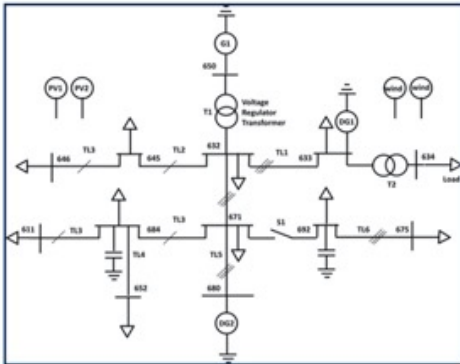 G1
650
PV1 PV2
T1
Voltage
Regulator
Transformer
wind wind
DG1
TL3
TL2
632
TL1
633
634
646
645
T2
Load
TL3
TL3
671
S1
TL6
611
684
692
675
TL4
TL5
652
680
DG2